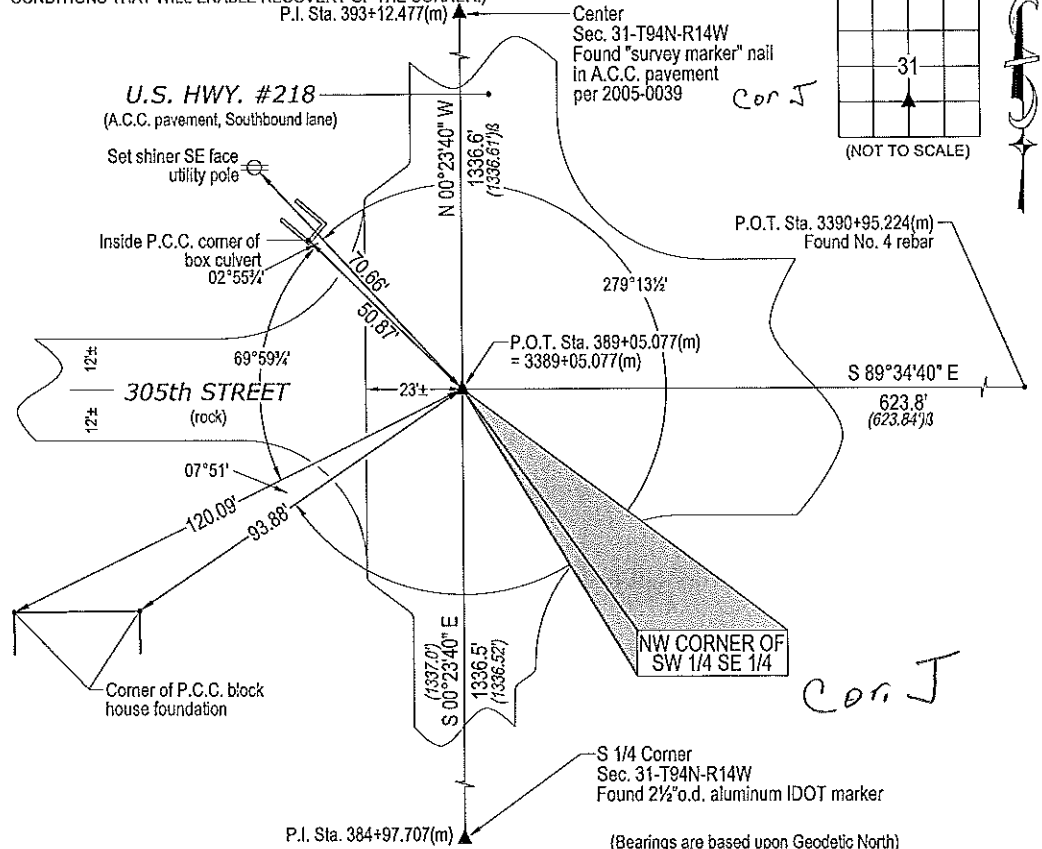 CONDITIONS THAT WILL ENABLE RECOVERY OF THE CORNER.)
P.I. Sta. 393+12.477(m)
Center
Sec. 31-T94N-R14W
Found "survey marker" nail
in A.C.C. pavement
per 2005-0039
Cor J
31
(NOT TO SCALE)
U.S. HWY. #218
(A.C.C. pavement, Southbound lane)
Set shiner SE face
utility pole
N 00°23'40" W
1336.6'
(1336.61')ß
P.O.T. Sta. 3390+95.224(m)
Found No. 4 rebar
Inside P.C.C. corner of
box culvert
02°55¾'
70.66'
50.87'
279°13½'
P.O.T. Sta. 389+05.077(m)
= 3389+05.077(m)
69°59¾'
12'±
305th STREET
(rock)
12'±
23'±
S 89°34'40" E
623.8'
(623.84')ß
07°51'
120.09'
93.88'
NW CORNER OF
SW 1/4 SE 1/4
Cor. J
(1337.0')
S 00°23'40" E
1336.5'
(1336.52')
Corner of P.C.C. block
house foundation
S 1/4 Corner
Sec. 31-T94N-R14W
Found 2½"o.d. aluminum IDOT marker
P.I. Sta. 384+97.707(m)
(Bearings are based upon Geodetic North)